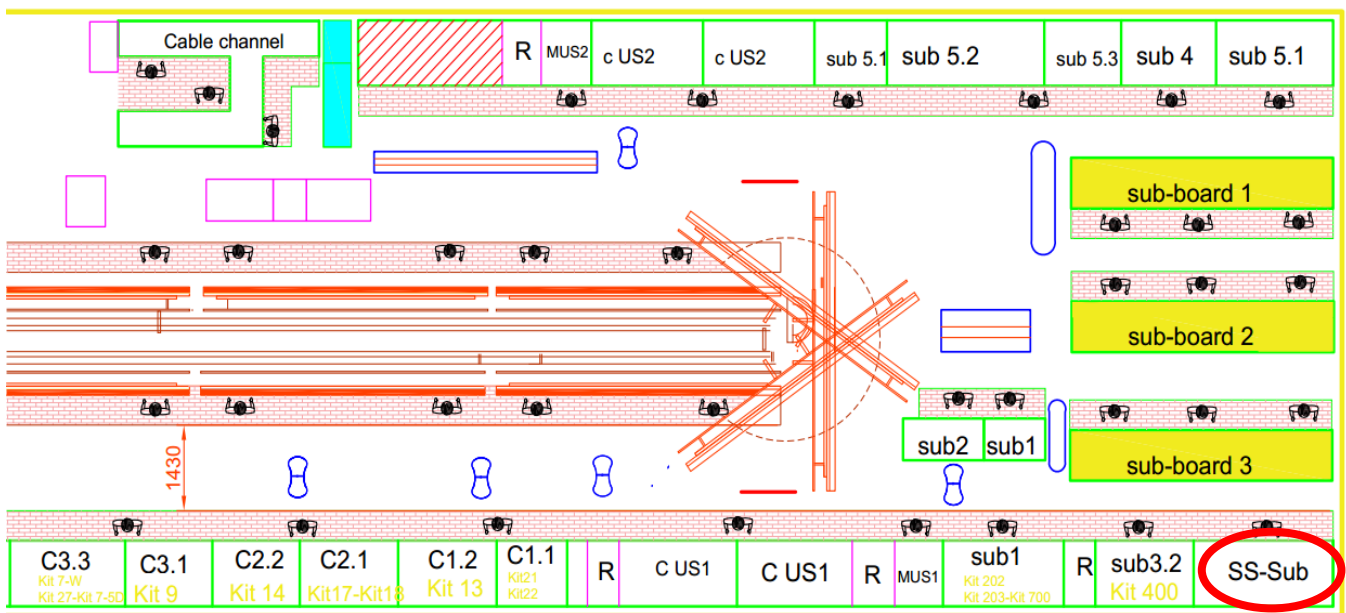 Cable channel
R
MUS2
c US2
c US2
sub 5.1
sub 5.2
sub 5.3
sub 4
sub 5.1
sub-board 1
sub-board 2
sub2
sub1
sub-board 3
1430
C3.3
Kit 7-W
Kit 27-Kit 7-5D
C3.1
Kit 9
C2.2
Kit 14
C2.1
Kit17-Kit18
C1.2
Kit 13
C1.1
Kit21
Kit22
R
C US1
C US1
R
MUS1
sub1
Kit 202
Kit 203-Kit 700
R
sub3.2
Kit 400
SS-Sub